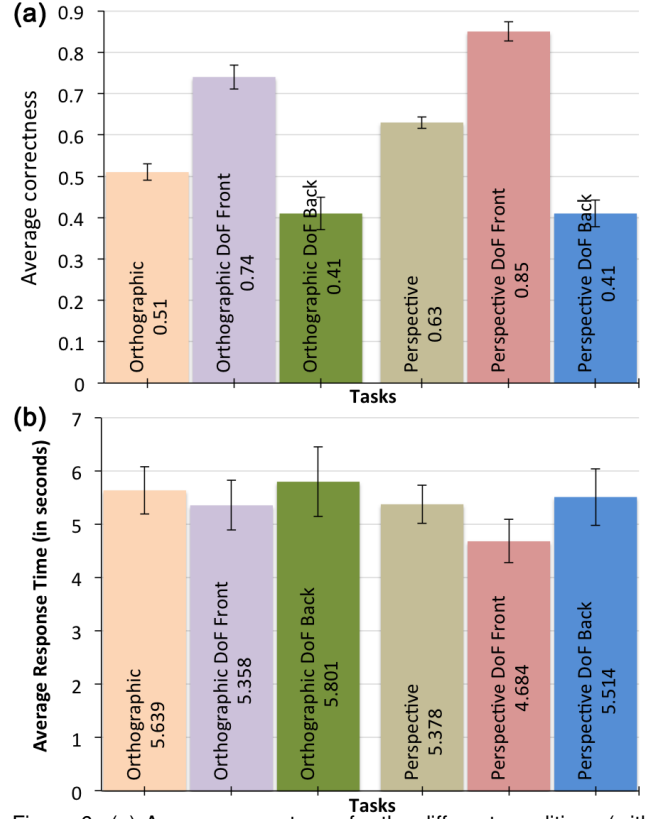 (a)
Average correctness
0.9
0.8
0.7
0.6
0.5
0.4
0.3
0.2
0.1
0
Orthographic
0.51
Orthographic DoF Front
0.74
Orthographic DoF Back
0.41
Perspective
0.63
Perspective DoF Front
0.85
Perspective DoF Back
0.41
Tasks
(b)
Average Response Time (in seconds)
7
6
5
4
3
2
1
0
Orthographic
5.639
Orthographic DoF Front
5.358
Orthographic DoF Back
5.801
Perspective
5.378
Perspective DoF Front
4.684
Perspective DoF Back
5.514
Tasks